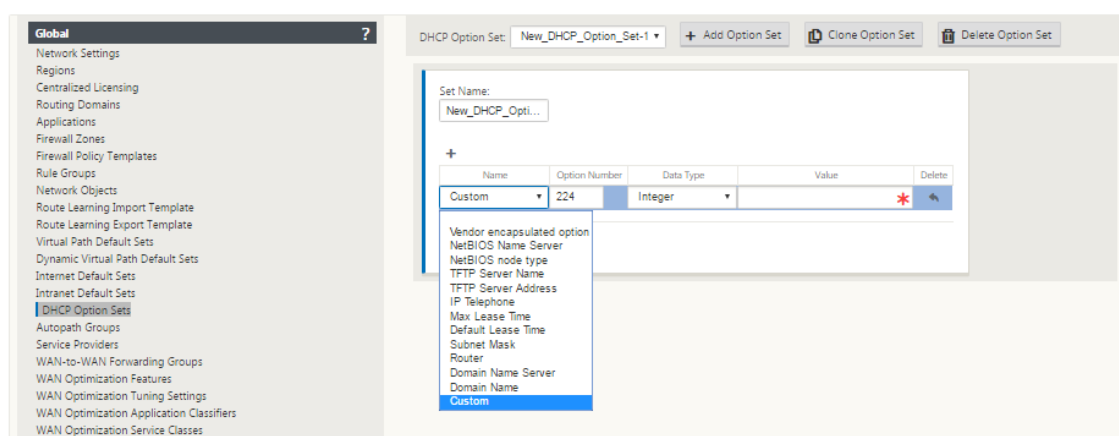 Global ?
Network Settings
Regions
Centralized Licensing
Routing Domains
Applications
Firewall Zones
Firewall Policy Templates
Rule Groups
Network Objects
Route Learning Import Template
Route Learning Export Template
Virtual Path Default Sets
Dynamic Virtual Path Default Sets
Internet Default Sets
Intranet Default Sets
DHCP Option Sets
Autopath Groups
Service Providers
WAN-to-WAN Forwarding Groups
WAN Optimization Features
WAN Optimization Tuning Settings
WAN Optimization Application Classifiers
WAN Optimization Service Classes
DHCP Option Set: New_DHCP_Option_Set-1 + Add Option Set Clone Option Set Delete Option Set
Set Name:
New_DHCP_Opti...
+
Name Option Number Data Type Value Delete
Custom 224 Integer *
Vendor encapsulated option
NetBIOS Name Server
NetBIOS node type
TFTP Server Name
TFTP Server Address
IP Telephone
Max Lease Time
Default Lease Time
Subnet Mask
Router
Domain Name Server
Domain Name
Custom